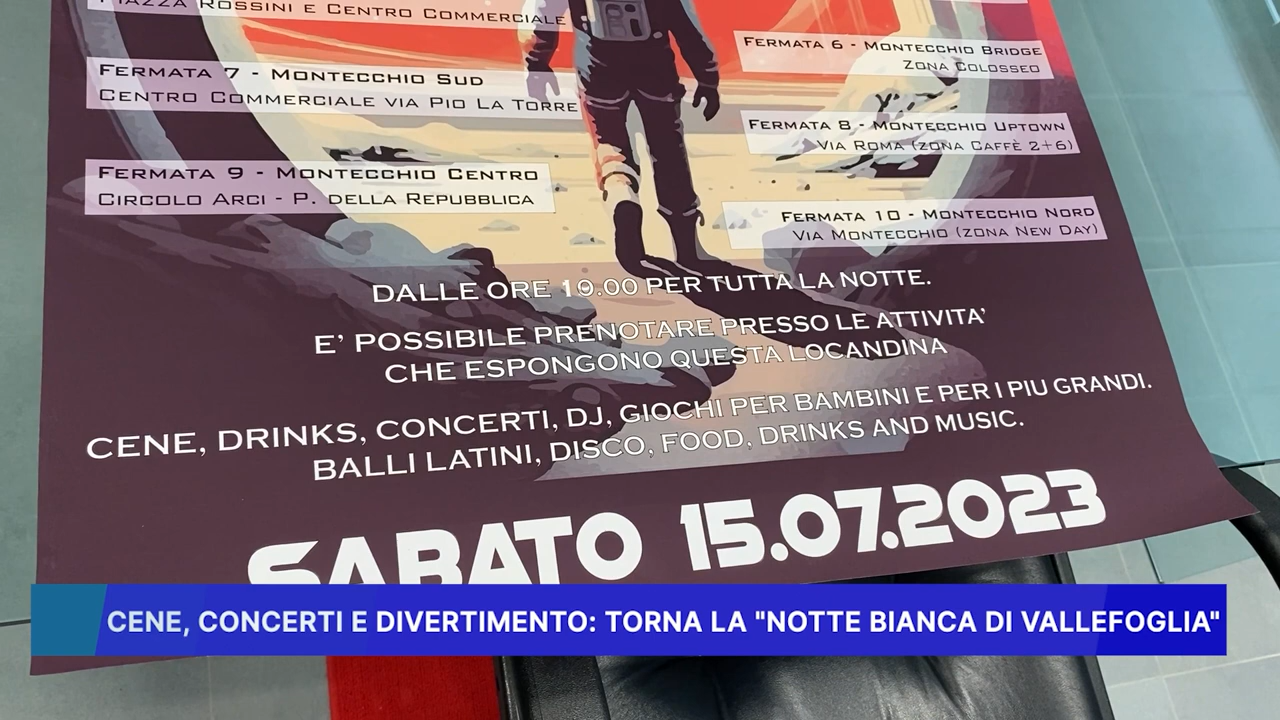 PIAZZA ROSSINI E CENTRO COMMERCIALE
FERMATA 7 - MONTECCHIO SUD
CENTRO COMMERCIALE VIA PIO LA TORRE
FERMATA 9 - MONTECCHIO CENTRO
CIRCOLO ARCI - P. DELLA REPUBBLICA
FERMATA 6 - MONTECCHIO BRIDGE
ZONA COLOSSEO
FERMATA 8 - MONTECCHIO UPTOWN
VIA ROMA (ZONA CAFFÈ 2+6)
FERMATA 10 - MONTECCHIO NORD
VIA MONTECCHIO (ZONA NEW DAY)
DALLE ORE 19.00 PER TUTTA LA NOTTE.
E' POSSIBILE PRENOTARE PRESSO LE ATTIVITA'
CHE ESPONGONO QUESTA LOCANDINA
CENE, DRINKS, CONCERTI, DJ, GIOCHI PER BAMBINI E PER I PIU GRANDI.
BALLI LATINI, DISCO, FOOD, DRINKS AND MUSIC.
SABATO 15.07.2023
CENE, CONCERTI E DIVERTIMENTO: TORNA LA "NOTTE BIANCA DI VALLEFOGLIA"